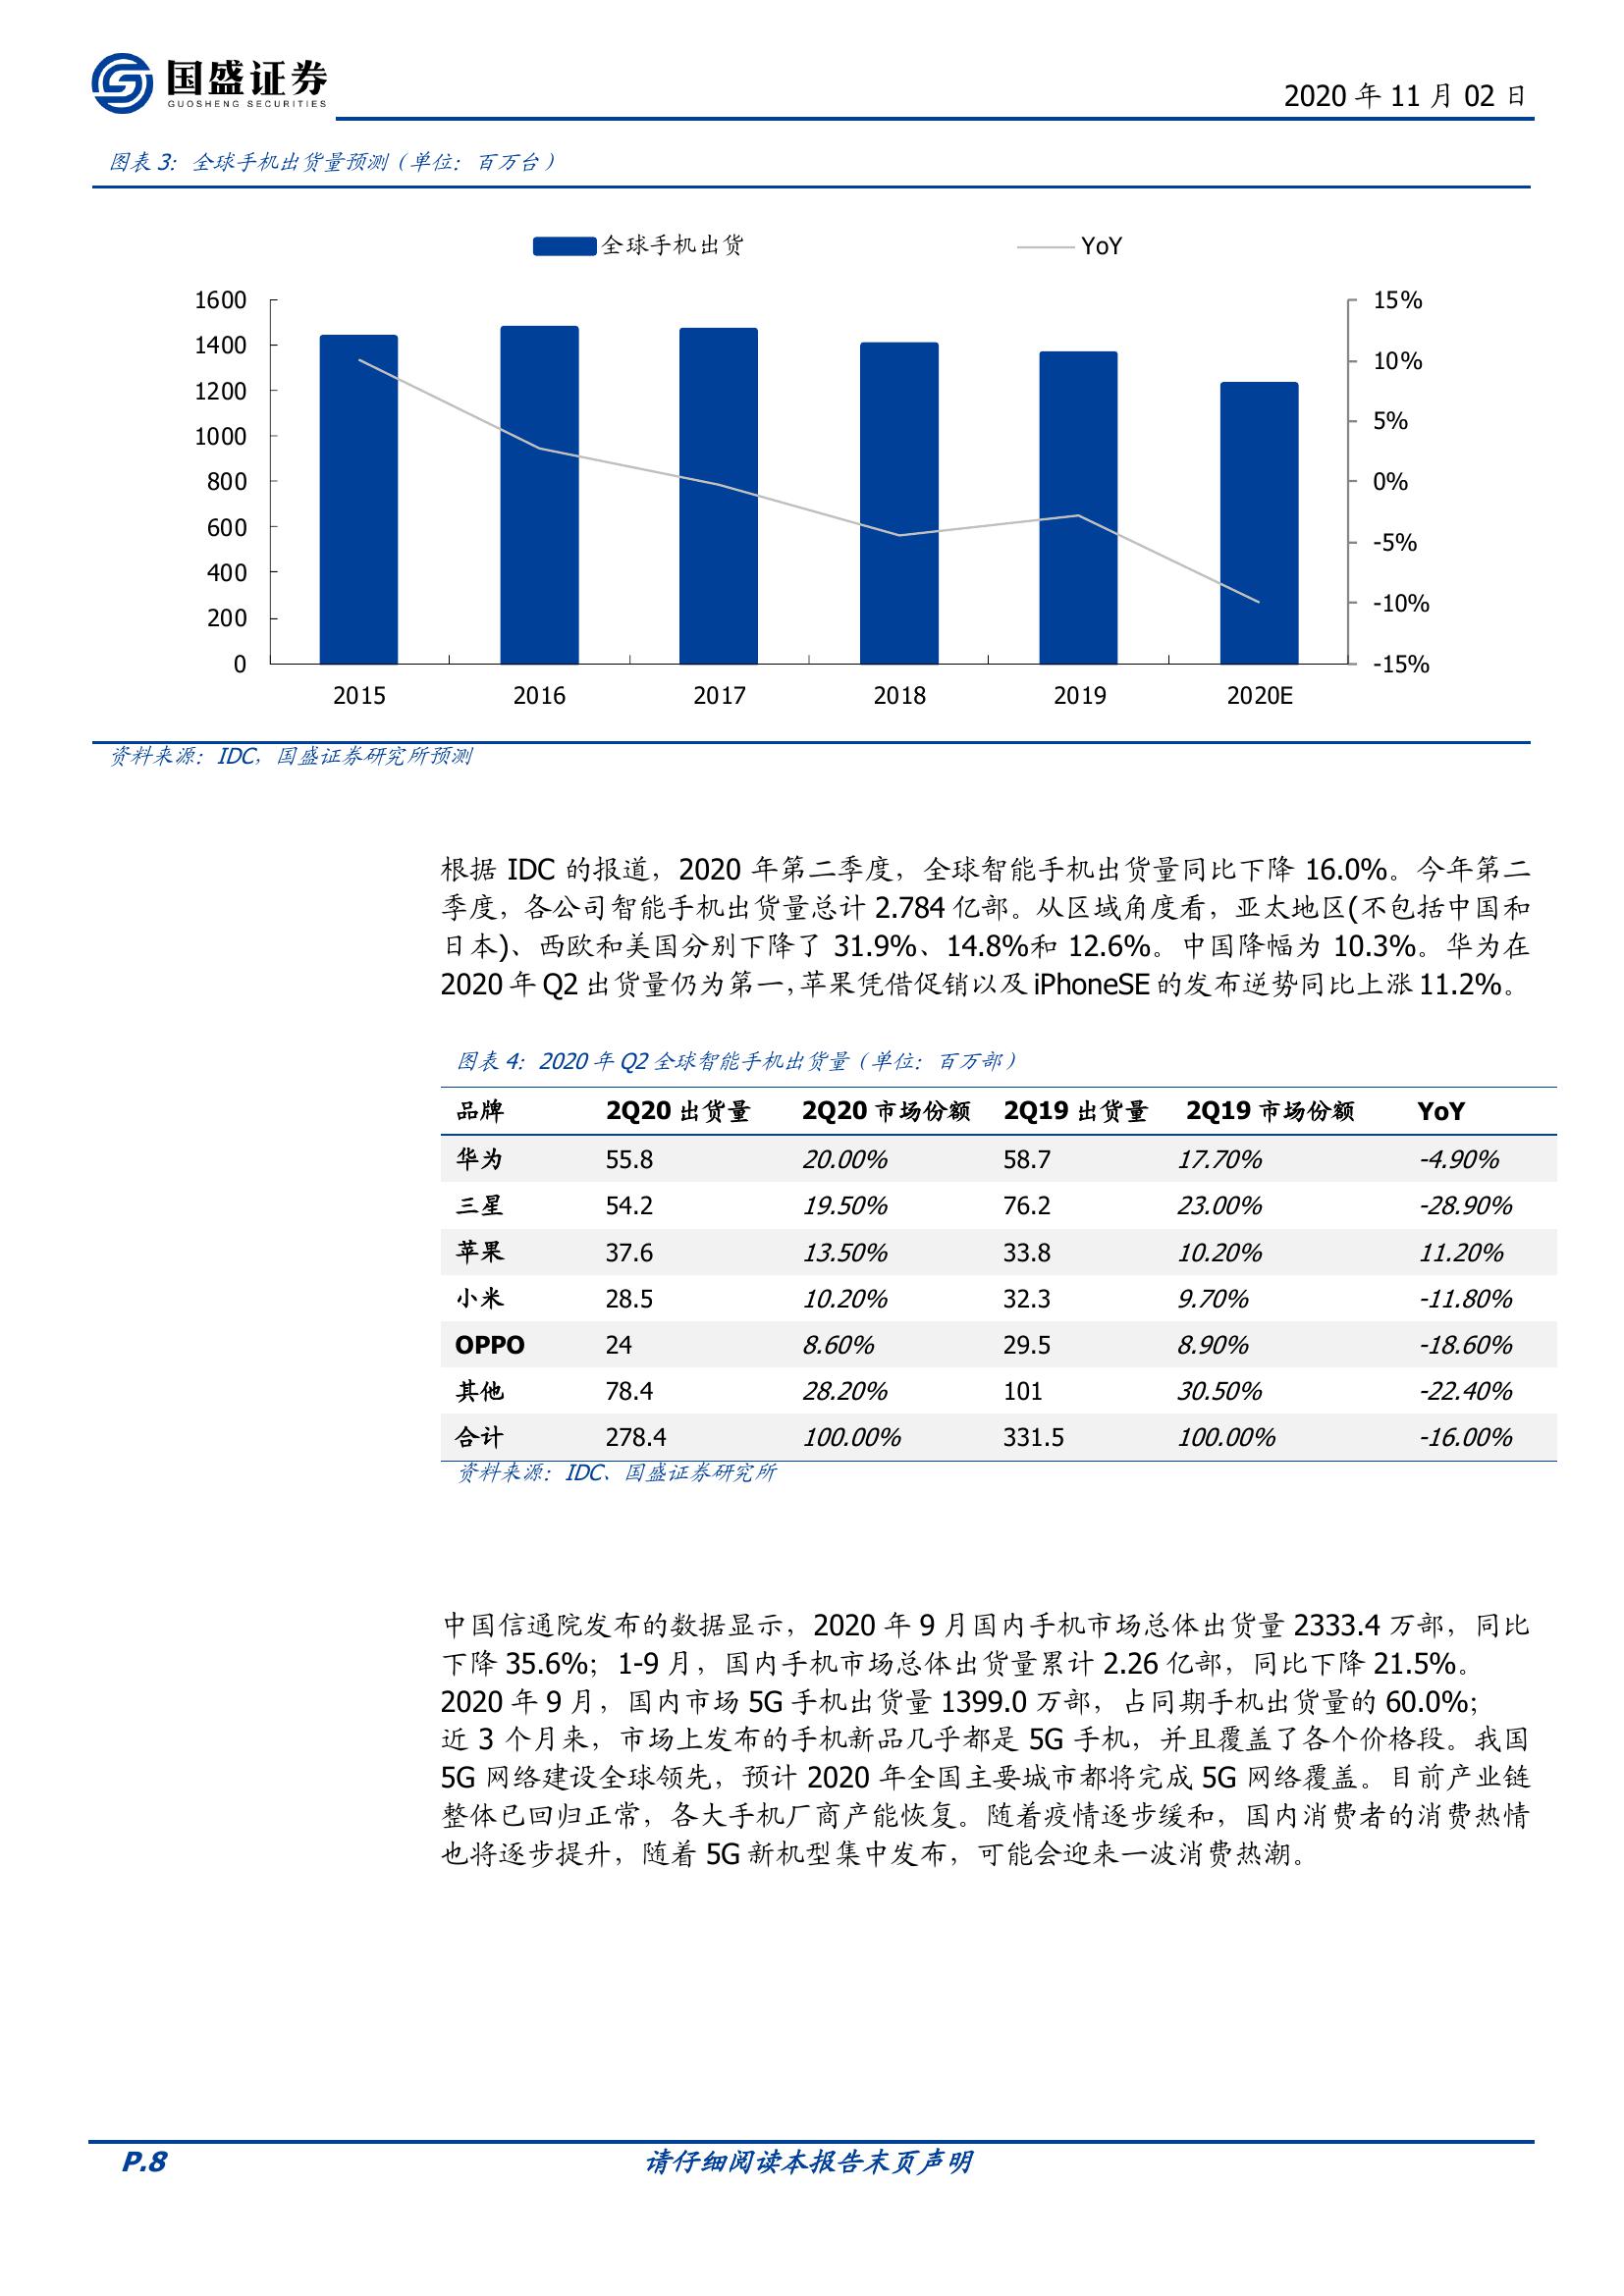 国盛证券
GUOSHENG SECURITIES
2020 年 11 月 02 日
图表 3：全球手机出货量预测（单位：百万台）
全球手机出货 YoY
1600 15%
1400 10%
1200 5%
1000 0%
800 -5%
600 -10%
400 -15%
200
0
2015 2016 2017 2018 2019 2020E
资料来源：IDC，国盛证券研究所预测
根据 IDC 的报道，2020 年第二季度，全球智能手机出货量同比下降 16.0%。今年第二
季度，各公司智能手机出货量总计 2.784 亿部。从区域角度看，亚太地区(不包括中国和
日本)、西欧和美国分别下降了 31.9%、14.8%和 12.6%。中国降幅为 10.3%。华为在
2020 年 Q2 出货量仍为第一，苹果凭借促销以及 iPhoneSE 的发布逆势同比上涨 11.2%。
图表 4：2020 年 Q2 全球智能手机出货量（单位：百万部）
品牌 2Q20 出货量 2Q20 市场份额 2Q19 出货量 2Q19 市场份额 YoY
华为 55.8 20.00% 58.7 17.70% -4.90%
三星 54.2 19.50% 76.2 23.00% -28.90%
苹果 37.6 13.50% 33.8 10.20% 11.20%
小米 28.5 10.20% 32.3 9.70% -11.80%
OPPO 24 8.60% 29.5 8.90% -18.60%
其他 78.4 28.20% 101 30.50% -22.40%
合计 278.4 100.00% 331.5 100.00% -16.00%
资料来源：IDC、国盛证券研究所
中国信通院发布的数据显示，2020 年 9 月国内手机市场总体出货量 2333.4 万部，同比
下降 35.6%；1-9 月，国内手机市场总体出货量累计 2.26 亿部，同比下降 21.5%。
2020 年 9 月，国内市场 5G 手机出货量 1399.0 万部，占同期手机出货量的 60.0%；
近 3 个月来，市场上发布的手机新品几乎都是 5G 手机，并且覆盖了各个价格段。我国
5G 网络建设全球领先，预计 2020 年全国主要城市都将完成 5G 网络覆盖。目前产业链
整体已回归正常，各大手机厂商产能恢复。随着疫情逐步缓和，国内消费者的消费热情
也将逐步提升，随着 5G 新机型集中发布，可能会迎来一波消费热潮。
P.8 请仔细阅读本报告末页声明